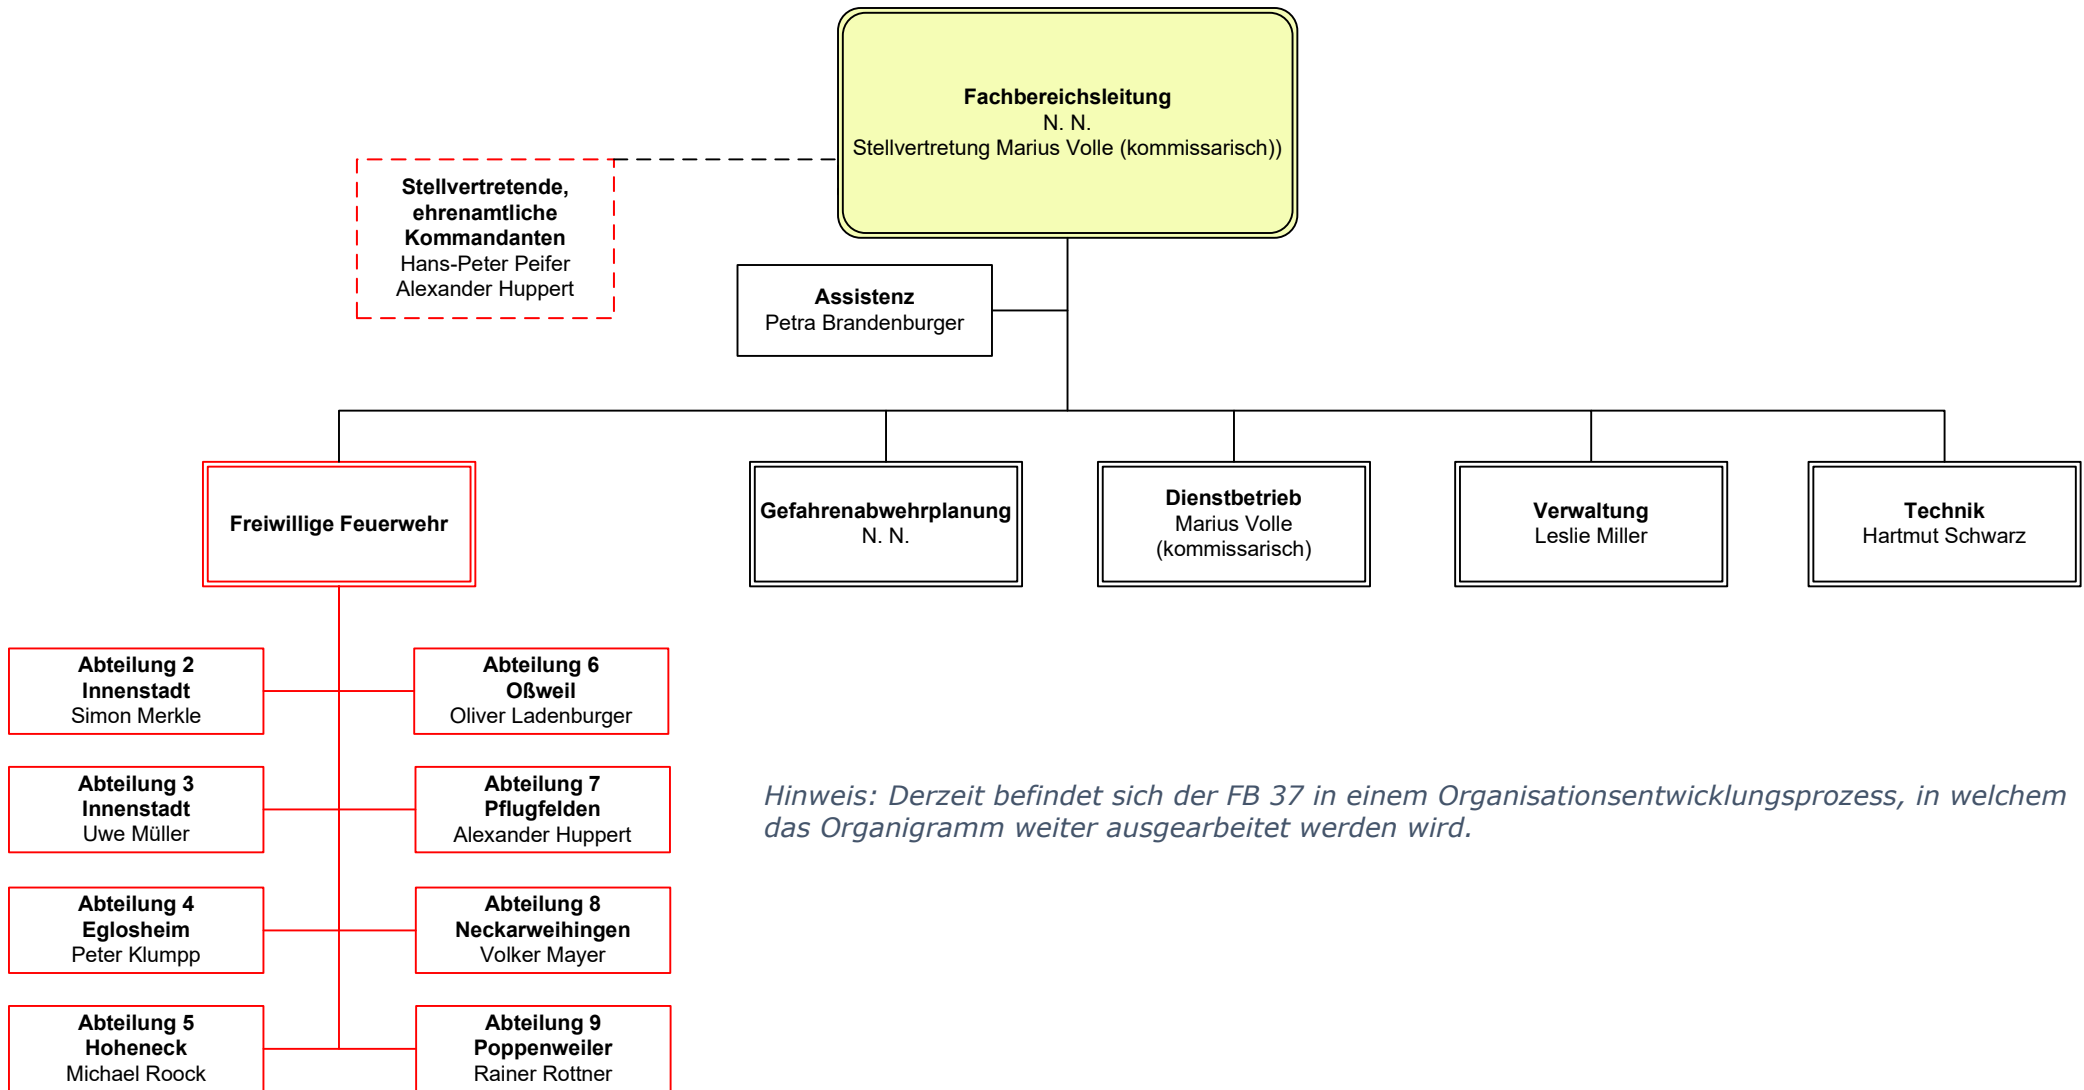 Fachbereichsleitung
N. N.
Stellvertretung Marius Volle (kommissarisch))
Stellvertretende,
ehrenamtliche
Kommandanten
Hans-Peter Peifer
Alexander Huppert
Assistenz
Petra Brandenburger
Freiwillige Feuerwehr
Gefahrenabwehrplanung
N. N.
Dienstbetrieb
Marius Volle
(kommissarisch)
Verwaltung
Leslie Miller
Technik
Hartmut Schwarz
Abteilung 2
Innenstadt
Simon Merkle
Abteilung 6
Oßweil
Oliver Ladenburger
Abteilung 3
Innenstadt
Uwe Müller
Abteilung 7
Pflugfelden
Alexander Huppert
Hinweis: Derzeit befindet sich der FB 37 in einem Organisationsentwicklungsprozess, in welchem
das Organigramm weiter ausgearbeitet werden wird.
Abteilung 4
Eglosheim
Peter Klumpp
Abteilung 8
Neckarweihingen
Volker Mayer
Abteilung 5
Hoheneck
Michael Roock
Abteilung 9
Poppenweiler
Rainer Rottner